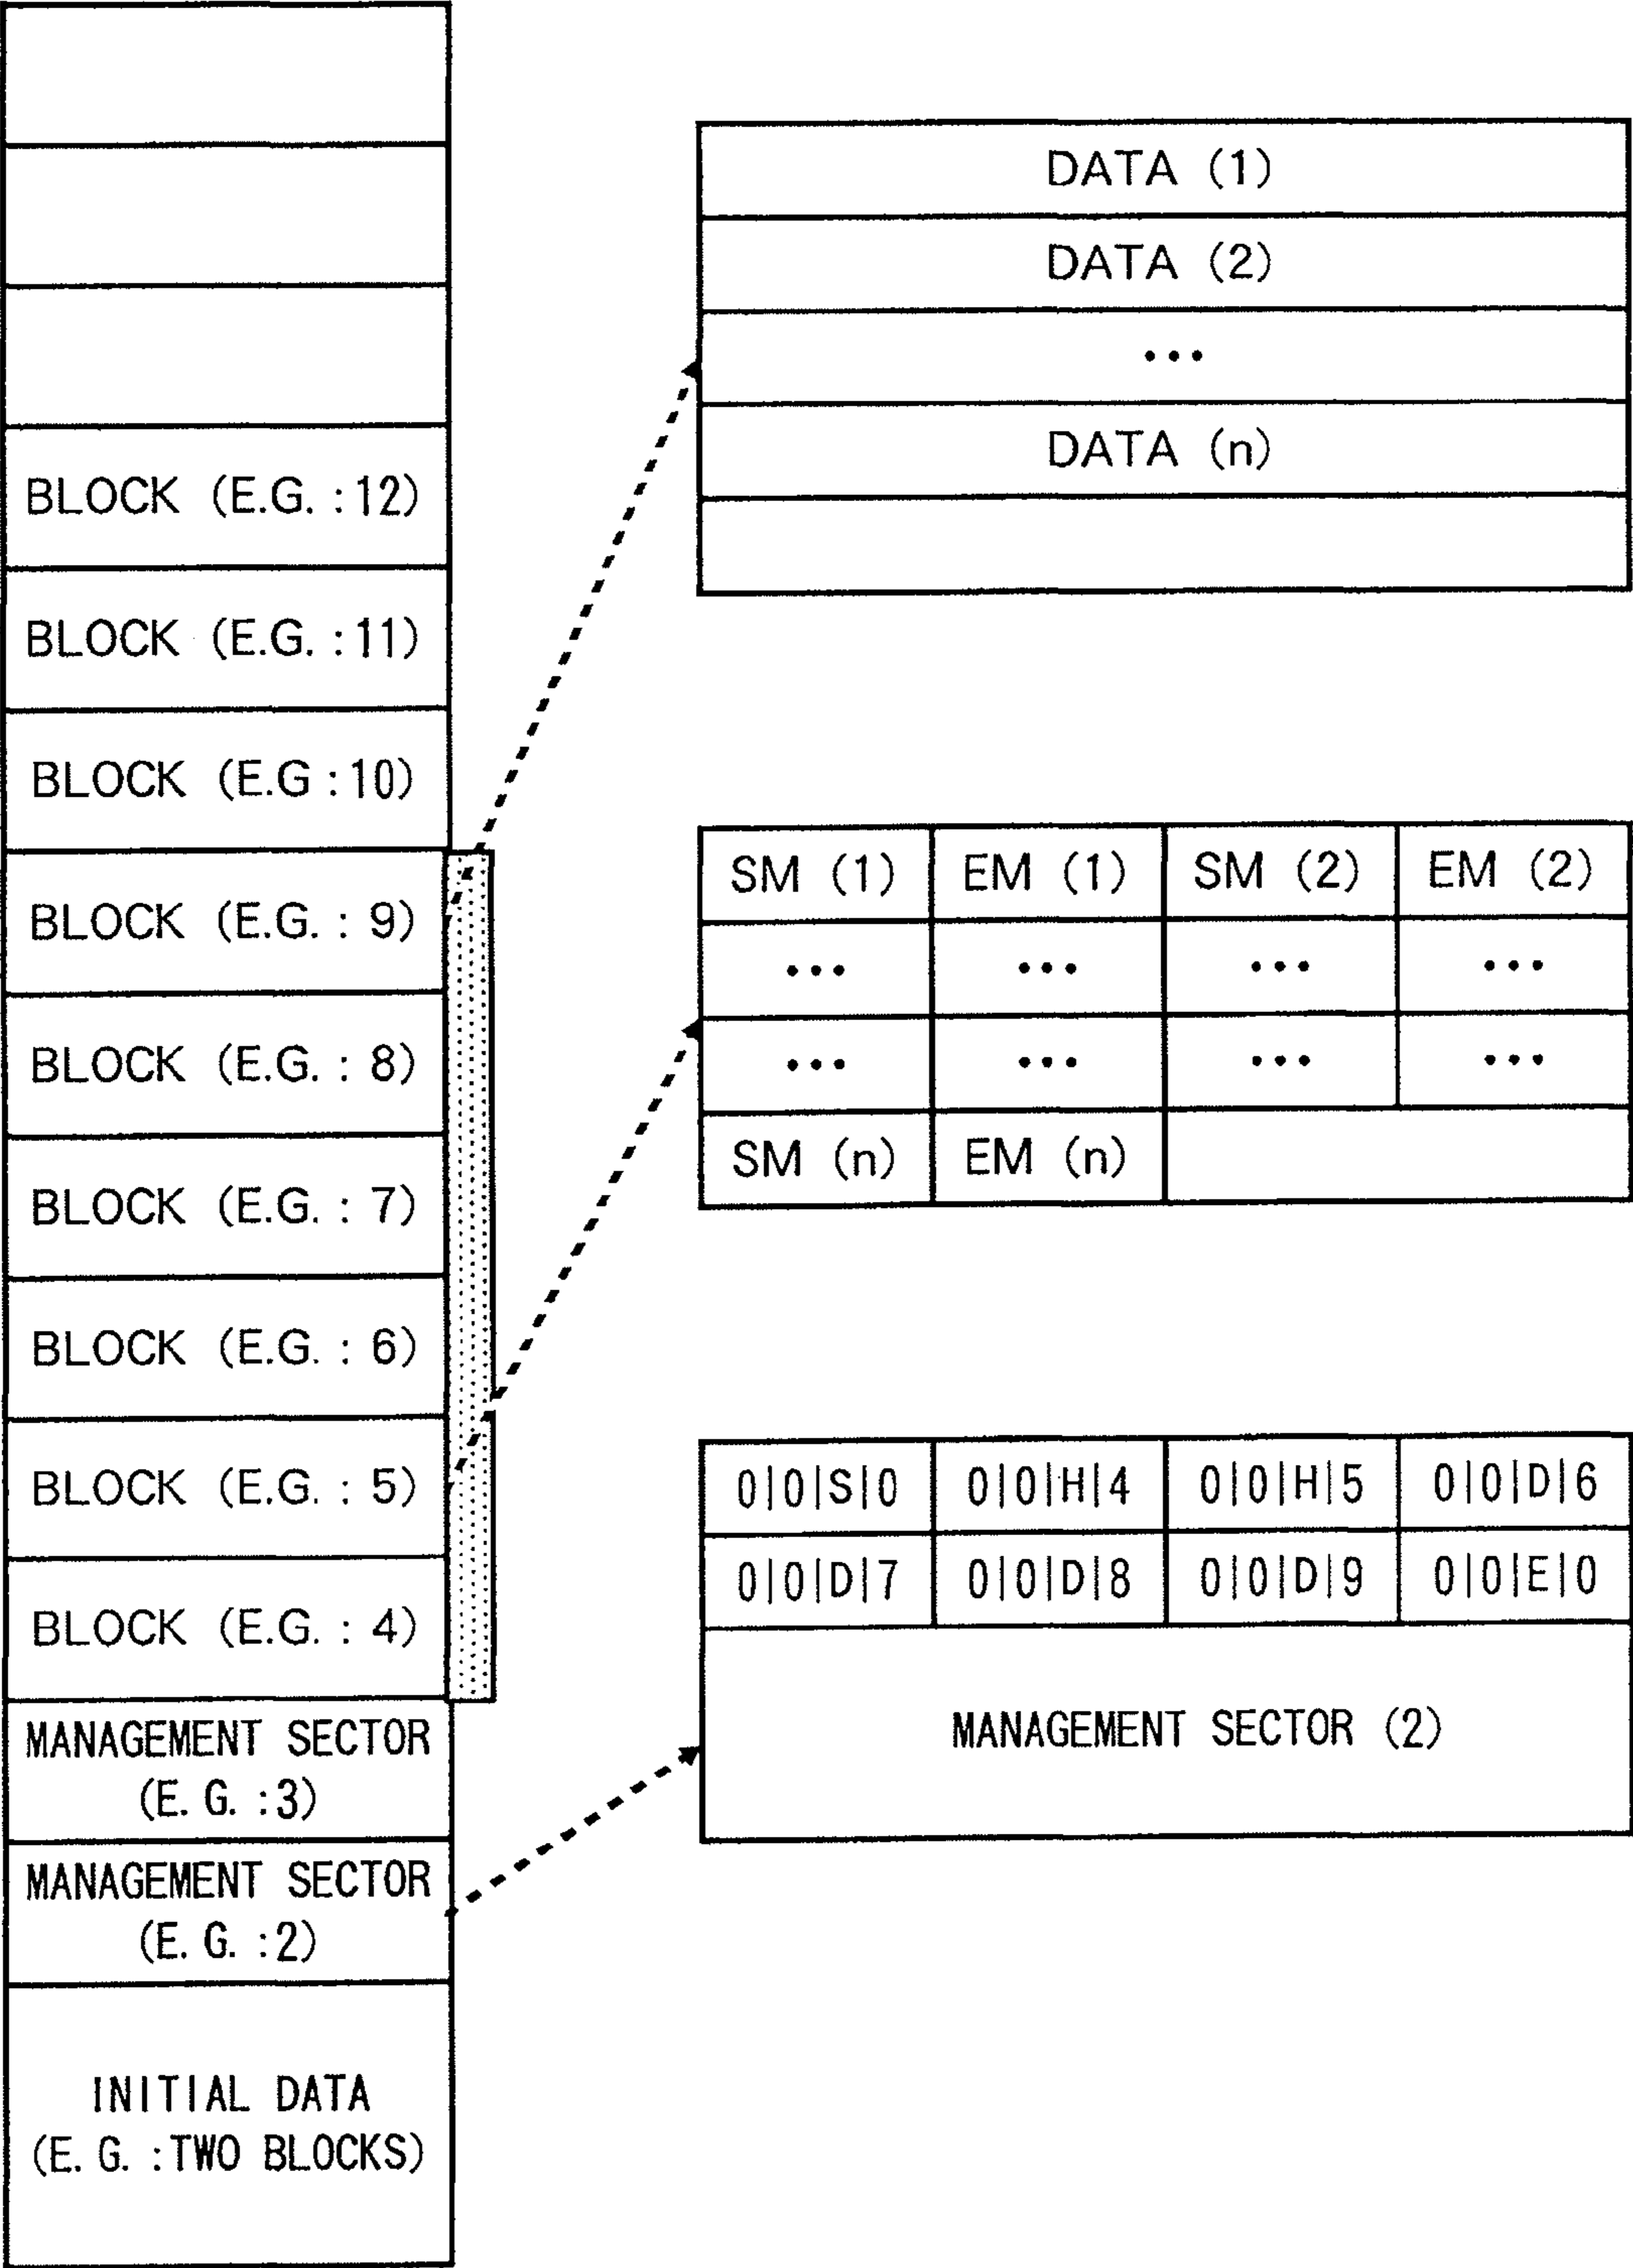 BLOCK (E.G. :12)
BLOCK (E.G. :11)
BLOCK (E.G :10)
BLOCK (E.G. : 9)
BLOCK (E.G. : 8)
BLOCK (E.G. : 7)
BLOCK (E.G. : 6)
BLOCK (E.G. : 5)
BLOCK (E.G. : 4)
MANAGEMENT SECTOR
(E. G. :3)
MANAGEMENT SECTOR
(E. G. :2)
INITIAL DATA
(E. G. :TWO BLOCKS)
DATA (1)
DATA (2)
•••
DATA (n)
SM (1) EM (1) SM (2) EM (2)
••• ••• ••• •••
••• ••• ••• •••
SM (n) EM (n)
0|0|S|0 0|0|H|4 0|0|H|5 0|0|D|6
0|0|D|7 0|0|D|8 0|0|D|9 0|0|E|0
MANAGEMENT SECTOR (2)